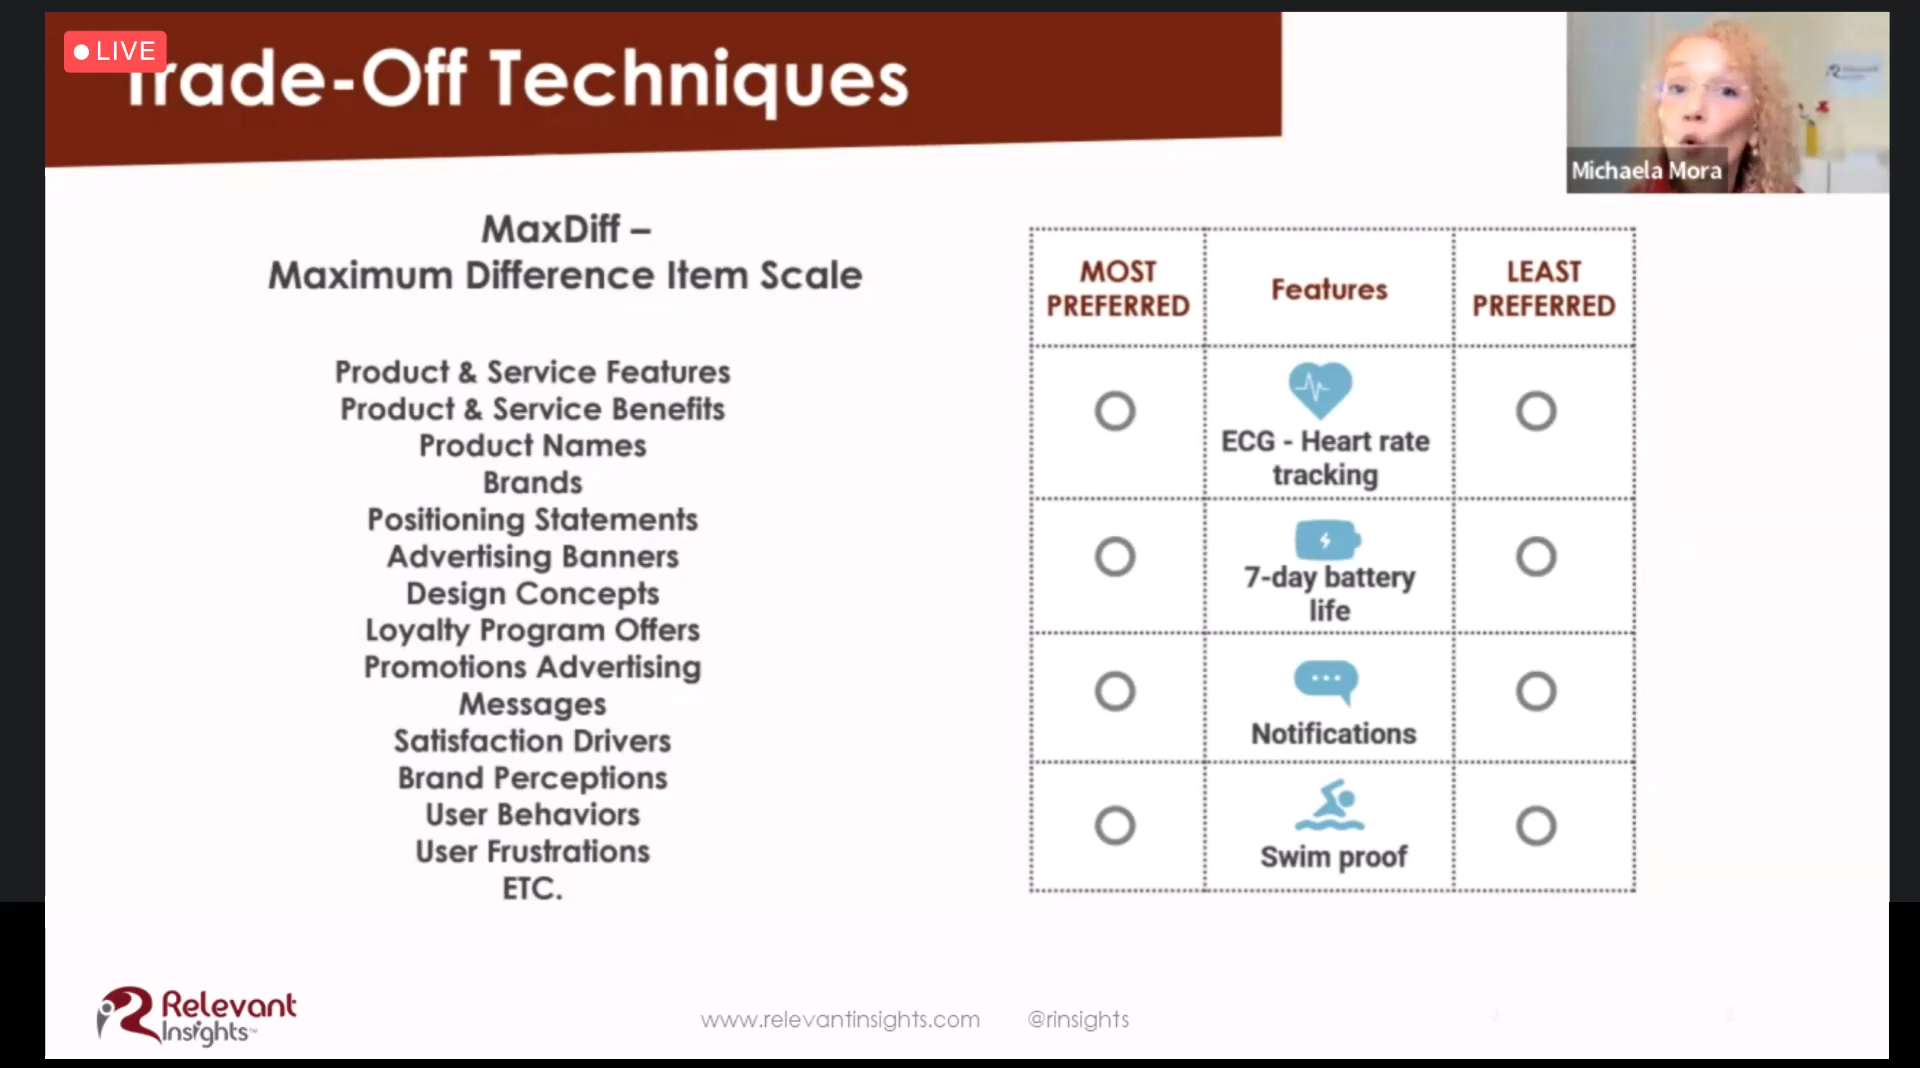 LIVE
Trade-Off Techniques
Michaela Mora
MaxDiff –
Maximum Difference Item Scale
Product & Service Features
Product & Service Benefits
Product Names
Brands
Positioning Statements
Advertising Banners
Design Concepts
Loyalty Program Offers
Promotions Advertising
Messages
Satisfaction Drivers
Brand Perceptions
User Behaviors
User Frustrations
ETC.
MOST
PREFERRED
Features
LEAST
PREFERRED
ECG - Heart rate
tracking
7-day battery
life
Notifications
Swim proof
Relevant
Insights™
www.relevantinsights.com
@rinsights